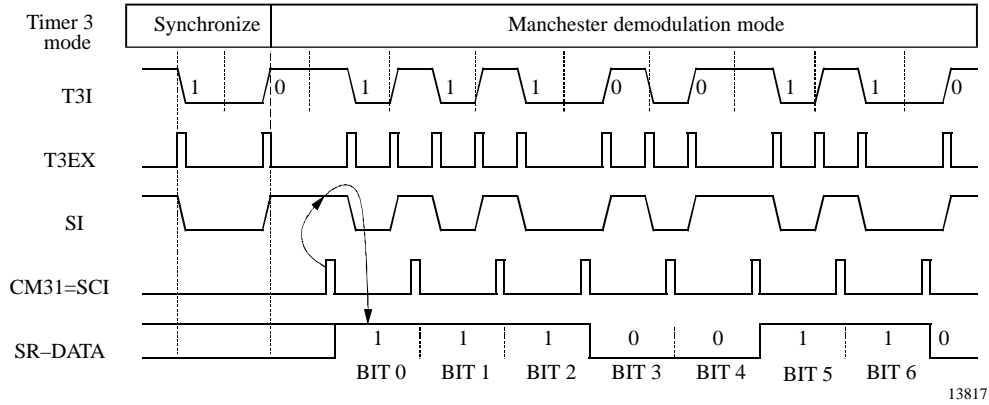 Timer 3 mode
Synchronize
Manchester demodulation mode
T3I
1 0 1 1 1 0 0 1 1 0
T3EX
SI
CM31=SCI
SR–DATA
1 1 1 0 0 1 1 0
BIT 0 BIT 1 BIT 2 BIT 3 BIT 4 BIT 5 BIT 6
13817